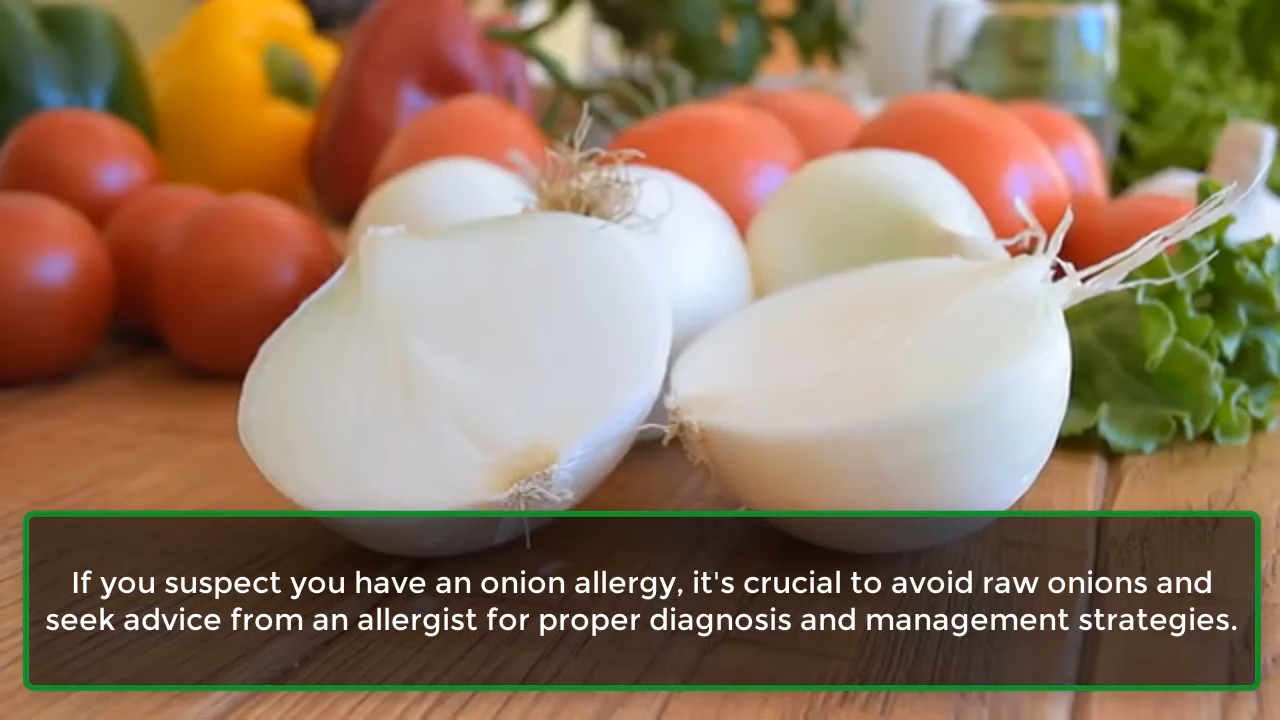 If you suspect you have an onion allergy, it's crucial to avoid raw onions and
seek advice from an allergist for proper diagnosis and management strategies.